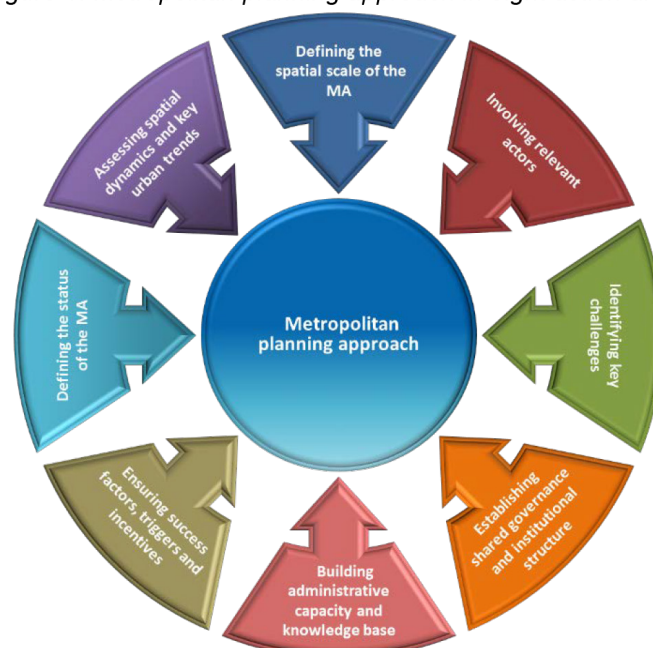 Defining the
spatial scale of the
MA
Involving relevant
actors
Identifying key
challenges
Establishing
shared governance
and institutional
structure
Building
administrative
capacity and
knowledge base
Ensuring success
factors, triggers and
incentives
Defining the status
of the MA
Assessing spatial
dynamics and key
urban trends
Metropolitan
planning approach